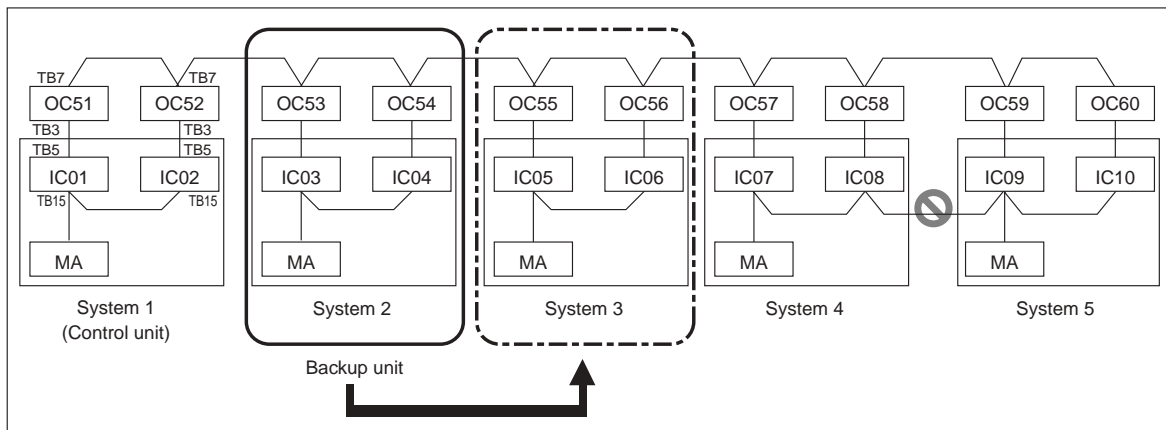 TB7 TB7
OC51 OC52 OC53 OC54 OC55 OC56 OC57 OC58 OC59 OC60
TB3 TB3
TB5 TB5
IC01 IC02 IC03 IC04 IC05 IC06 IC07 IC08 IC09 IC10
TB15 TB15
MA MA MA MA MA
System 1 System 2 System 3 System 4 System 5
(Control unit)
Backup unit